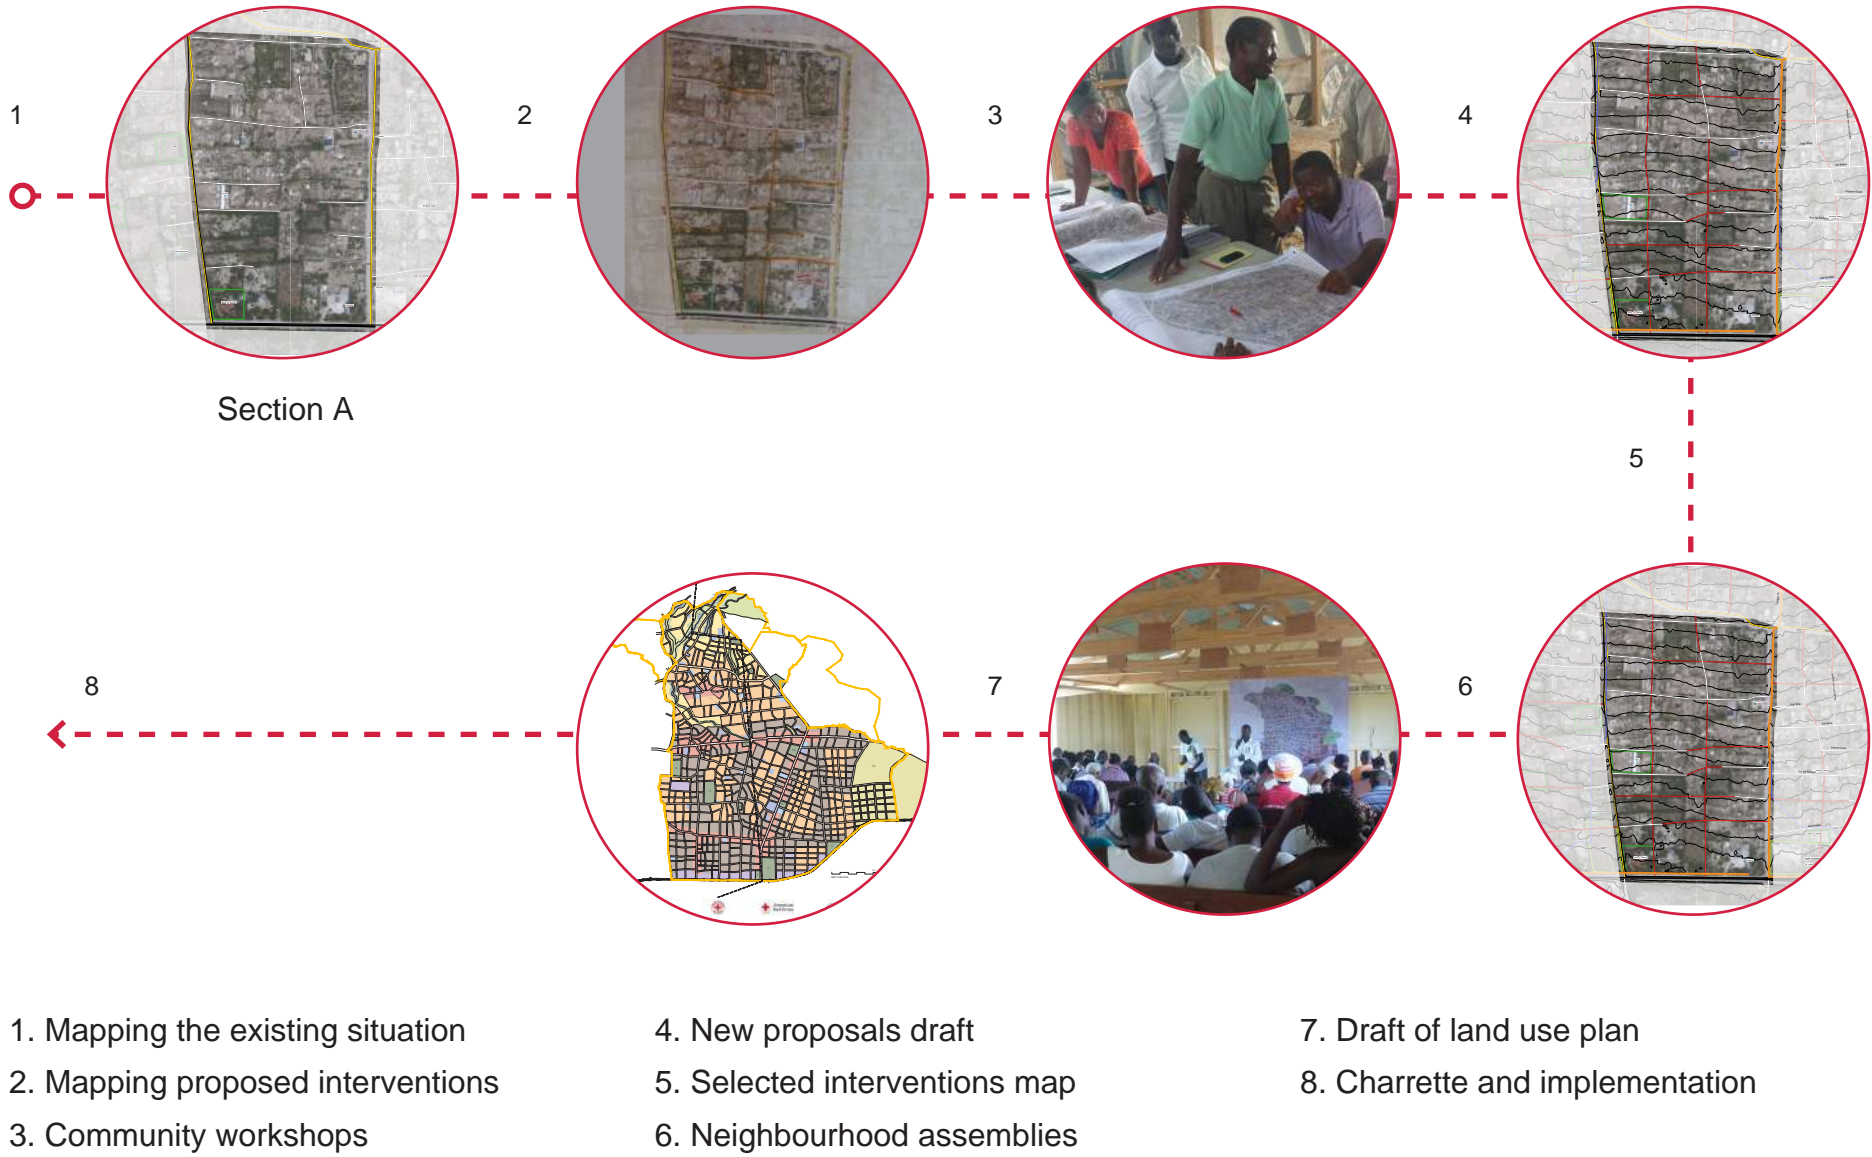 1
2
3
4
Section A
5
8
7
6
1. Mapping the existing situation
2. Mapping proposed interventions
3. Community workshops
4. New proposals draft
5. Selected interventions map
6. Neighbourhood assemblies
7. Draft of land use plan
8. Charrette and implementation